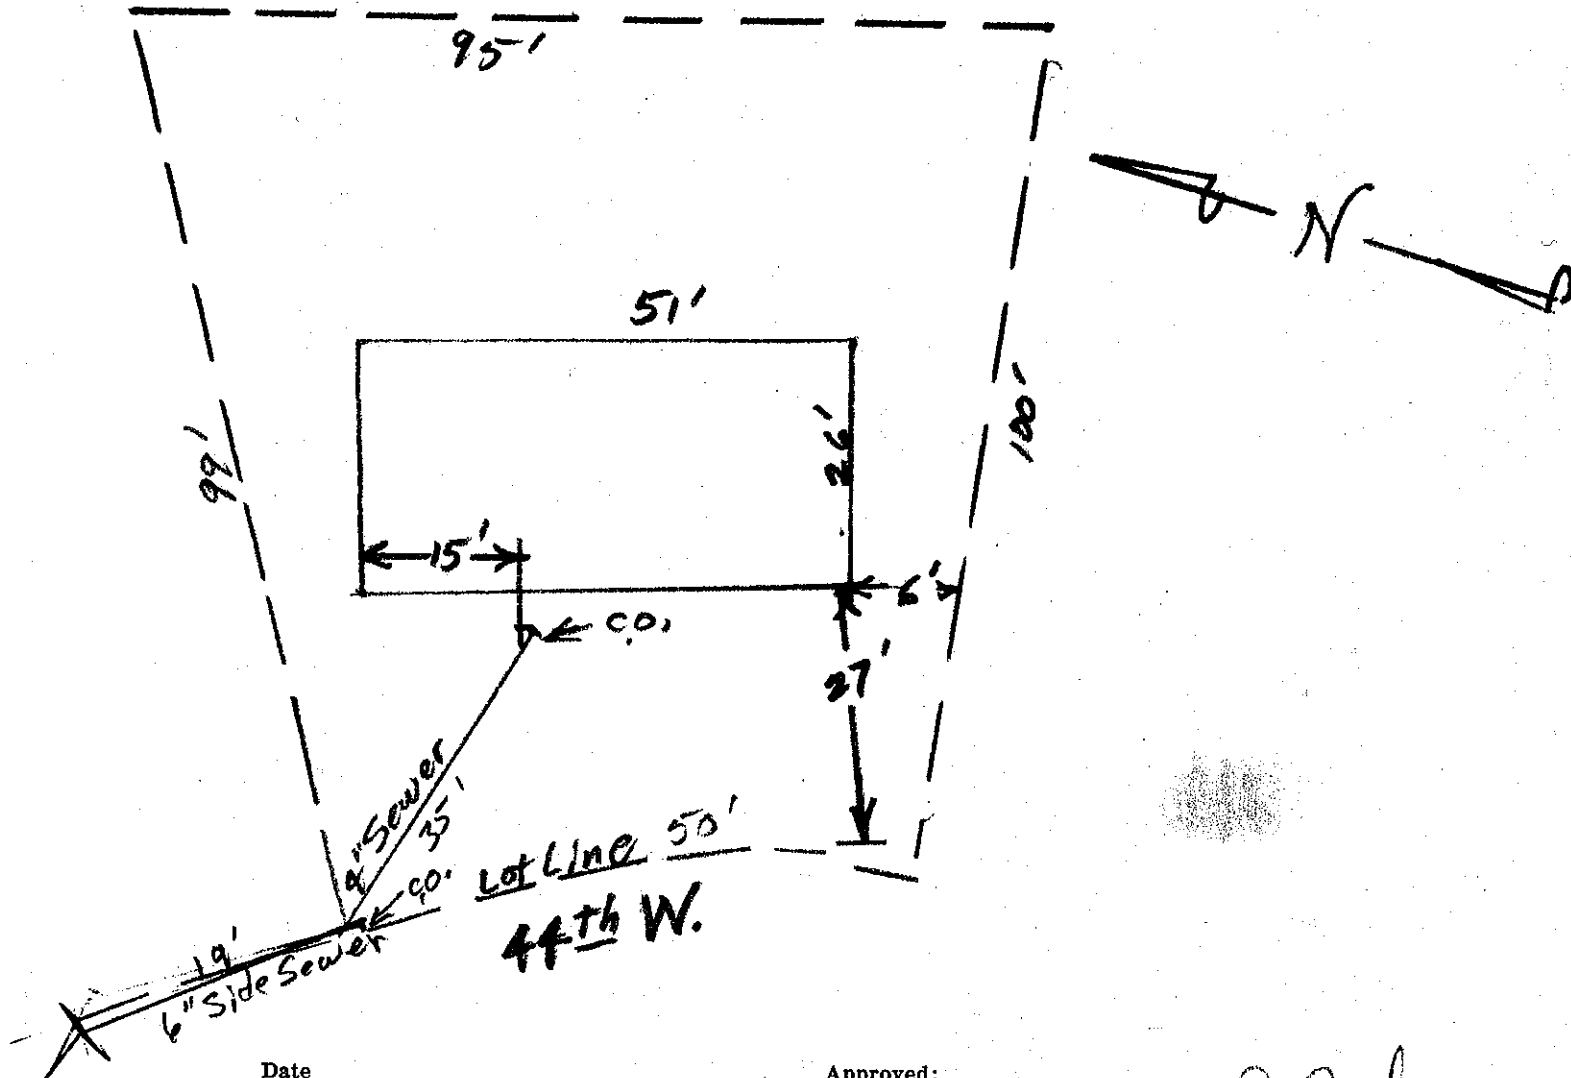 95'
N
51'
99'
26'
100'
15'
6'
C.O.
27'
4" Sewer
35'
Lot Line 50'
C.O.
44th W.
19'
6" Side Sewer
Date
Approved: